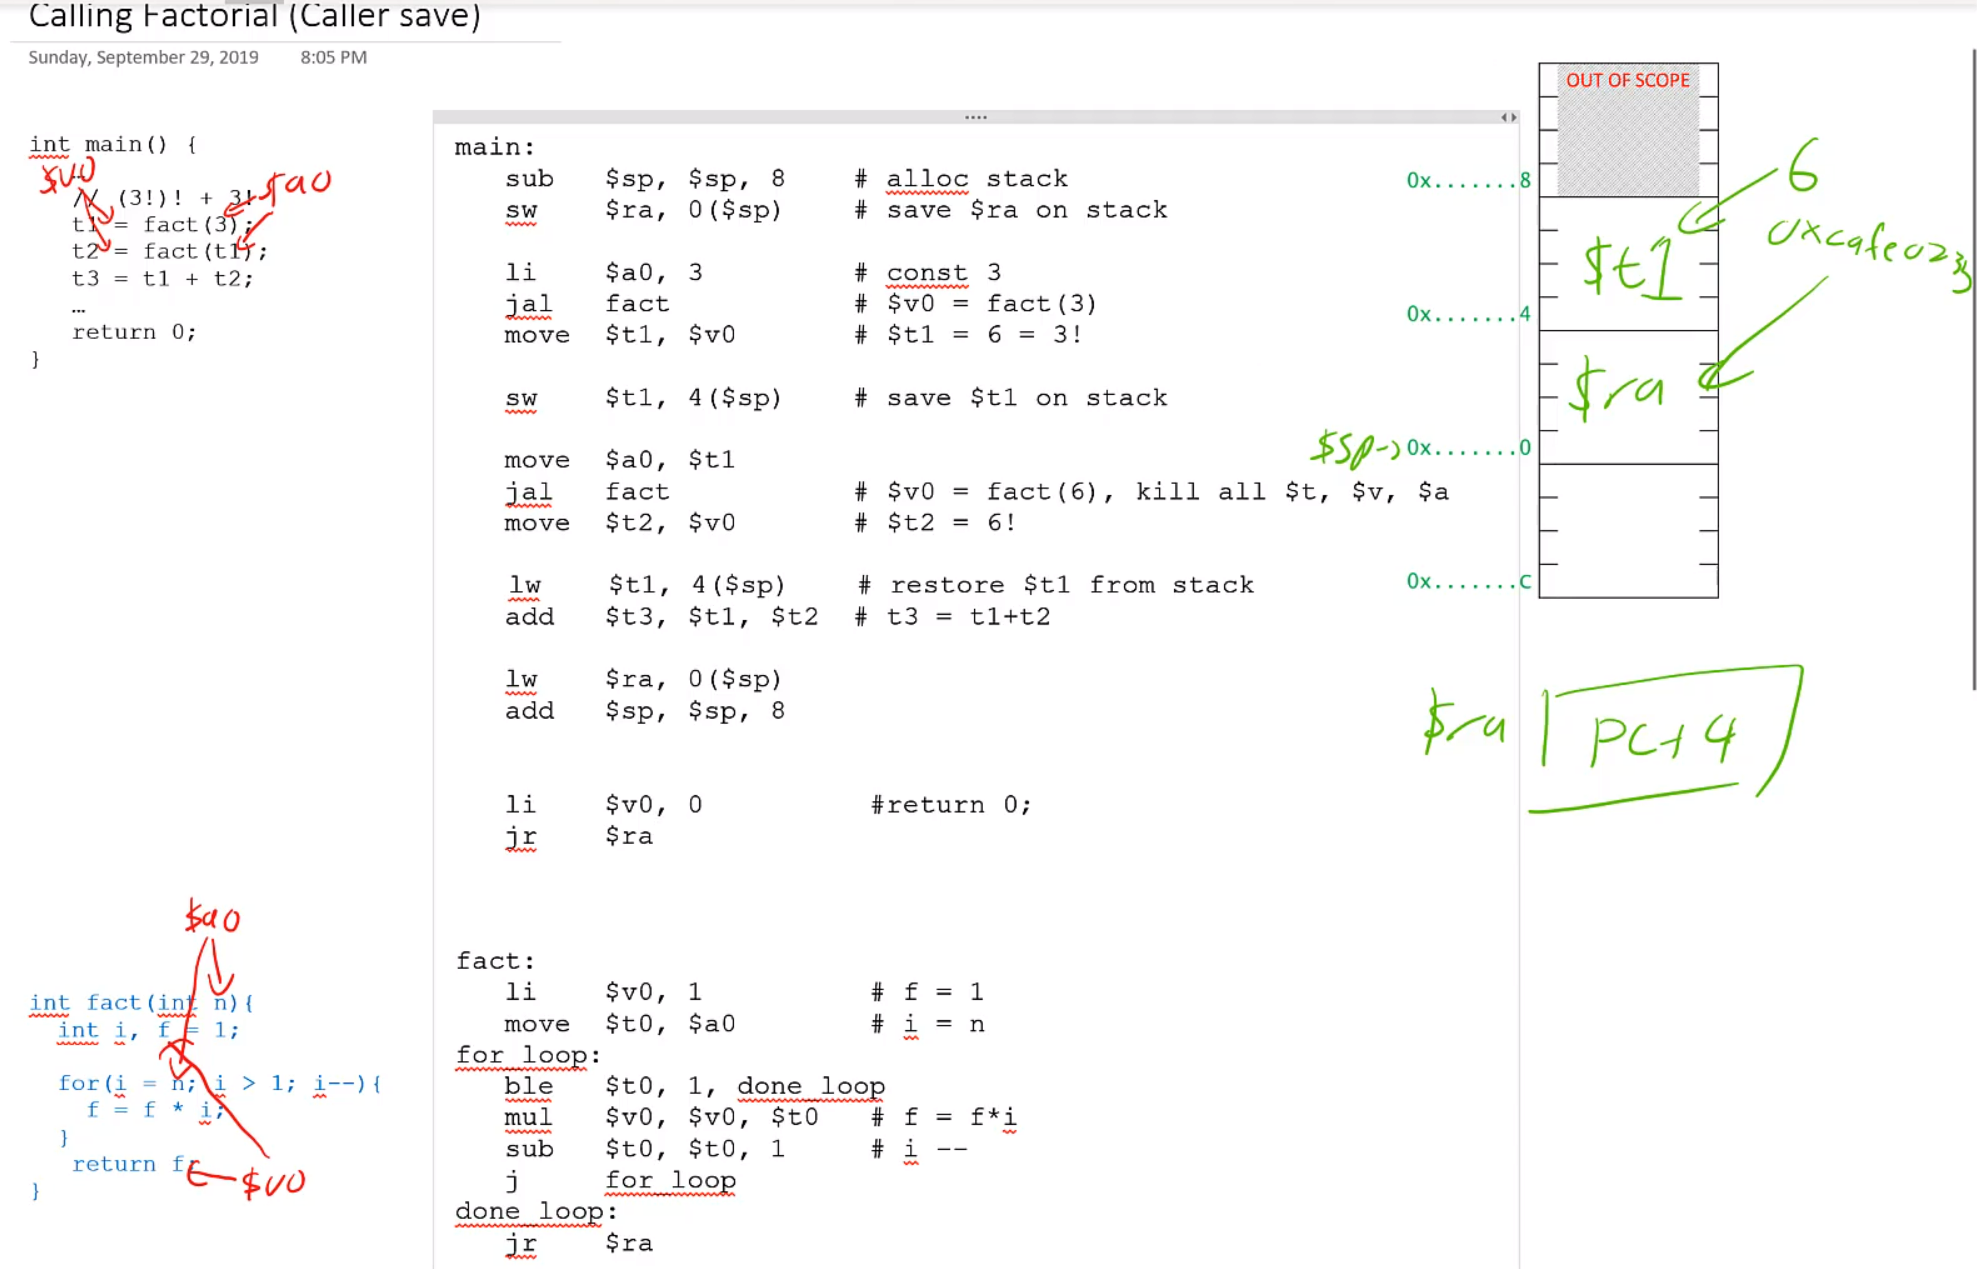 Calling Factorial (Caller save)
Sunday, September 29, 2019 8:05 PM
int main() {
…
$v0
$a0
// (3!)! + 3!
t1 = fact(3);
t2 = fact(t1);
t3 = t1 + t2;
…
return 0;
}
$a0
int fact(int n){
int i, f = 1;
for(i = n; i > 1; i--){
f = f * i;
}
return f;
$v0
}
main:
sub $sp, $sp, 8 # alloc stack
sw $ra, 0($sp) # save $ra on stack
li $a0, 3 # const 3
jal fact # $v0 = fact(3)
move $t1, $v0 # $t1 = 6 = 3!
sw $t1, 4($sp) # save $t1 on stack
move $a0, $t1
jal fact # $v0 = fact(6), kill all $t, $v, $a
move $t2, $v0 # $t2 = 6!
lw $t1, 4($sp) # restore $t1 from stack
add $t3, $t1, $t2 # t3 = t1+t2
lw $ra, 0($sp)
add $sp, $sp, 8
li $v0, 0 #return 0;
jr $ra
fact:
li $v0, 1 # f = 1
move $t0, $a0 # i = n
for_loop:
ble $t0, 1, done_loop
mul $v0, $v0, $t0 # f = f*i
sub $t0, $t0, 1 # i --
j for_loop
done_loop:
jr $ra
OUT OF SCOPE
0x.......8
6
$t1
0x.......4
$ra
$sp→ 0x.......0
0x.......C
$ra PC+4